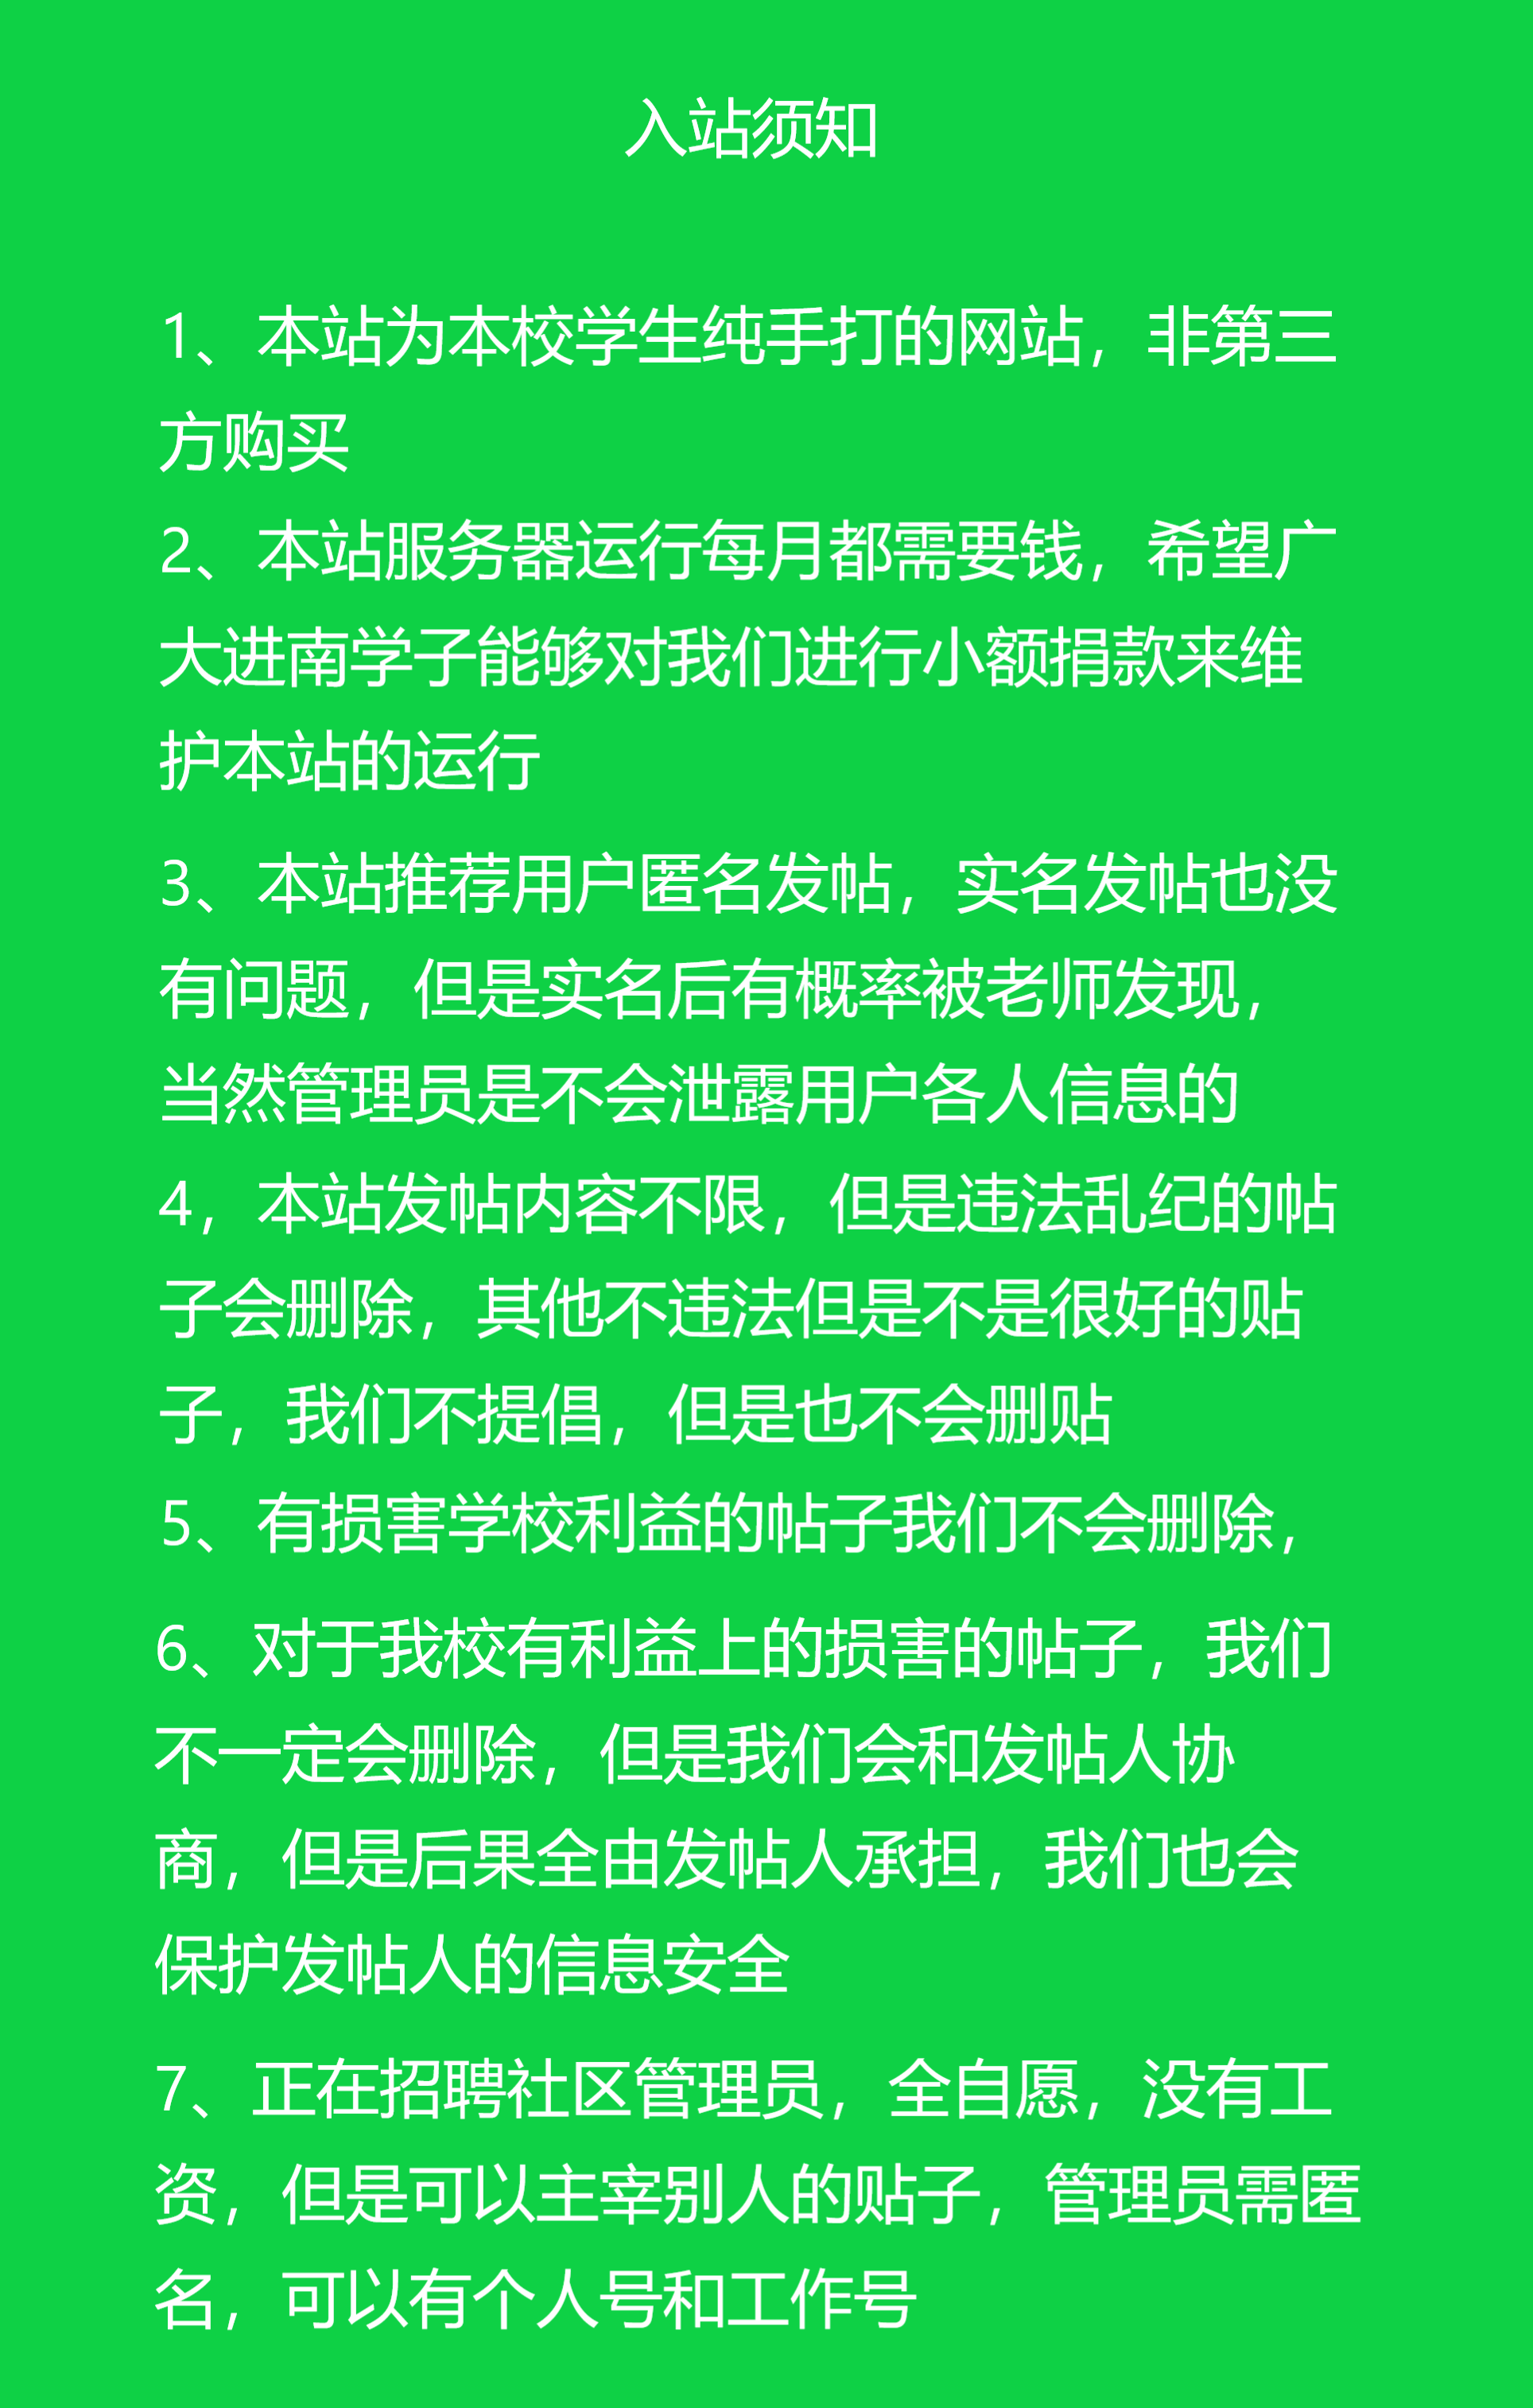 入站须知
1、本站为本校学生纯手打的网站，非第三
方购买
2、本站服务器运行每月都需要钱，希望广
大进南学子能够对我们进行小额捐款来维
护本站的运行
3、本站推荐用户匿名发帖，实名发帖也没
有问题，但是实名后有概率被老师发现，
当然管理员是不会泄露用户各人信息的
4，本站发帖内容不限，但是违法乱纪的帖
子会删除，其他不违法但是不是很好的贴
子，我们不提倡，但是也不会删贴
5、有损害学校利益的帖子我们不会删除，
6、对于我校有利益上的损害的帖子，我们
不一定会删除，但是我们会和发帖人协
商，但是后果全由发帖人承担，我们也会
保护发帖人的信息安全
7、正在招聘社区管理员，全自愿，没有工
资，但是可以主宰别人的贴子，管理员需匿
名，可以有个人号和工作号